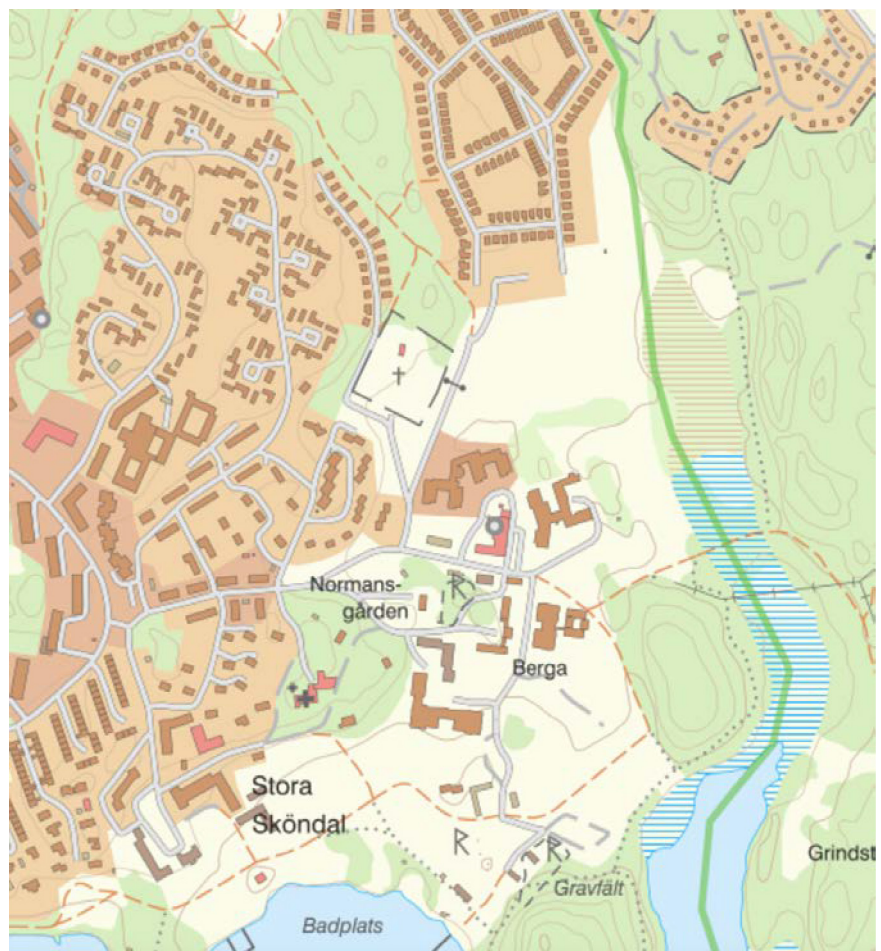 Normans-
gården
Berga
Stora
Sköndal
Grindst
Gravfält
Badplats